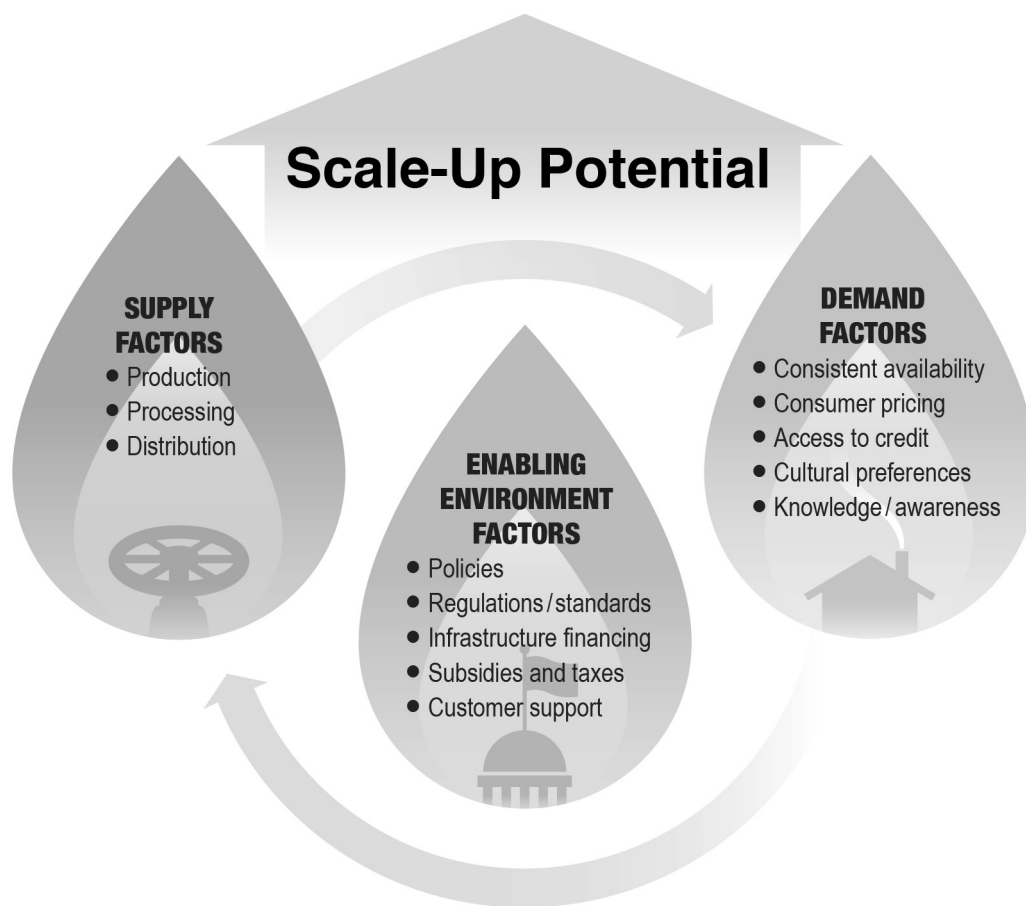 Scale-Up Potential
SUPPLY
FACTORS
• Production
• Processing
• Distribution
ENABLING
ENVIRONMENT
FACTORS
• Policies
• Regulations/standards
• Infrastructure financing
• Subsidies and taxes
• Customer support
DEMAND
FACTORS
• Consistent availability
• Consumer pricing
• Access to credit
• Cultural preferences
• Knowledge/awareness